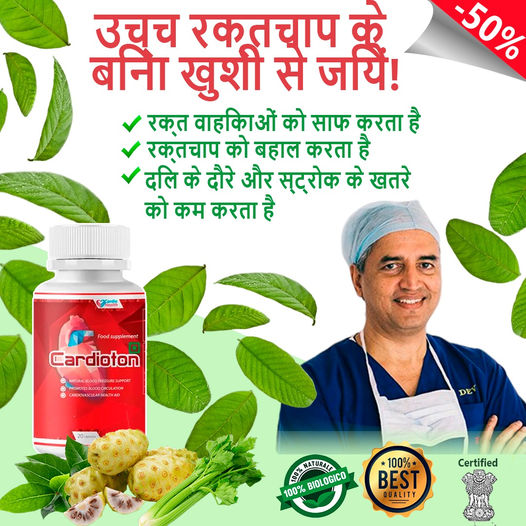 उच्च रक्तचाप के
बिना खुशी से जियें!
-50%
रक्त वाहिकाओं को साफ करता है
रक्तचाप को बहाल करता है
दिल के दौरे और स्ट्रोक के खतरे
को कम करता है
Food supplement
Cardioton
NATURAL BLOOD PRESSURE SUPPORT
PROMOTES BLOOD CIRCULATION
CARDIOVASCULAR HEALTH AID
100% NATURALE
100% BIOLOGICO
100%
BEST
QUALITY
Certified